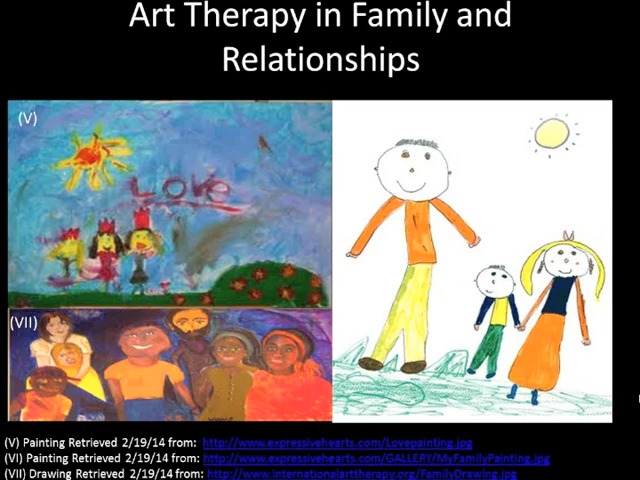 Art Therapy in Family and
Relationships
(V)
Love
(VII)
(V) Painting Retrieved 2/19/14 from: http://www.expressivehearts.com/Lovepainting.jpg
(VI) Painting Retrieved 2/19/14 from: http://www.expressivehearts.com/GALLERY/MyFamilyPainting.jpg
(VII) Drawing Retrieved 2/19/14 from: http://www.internationalarttherapy.org/FamilyDrawing.jpg